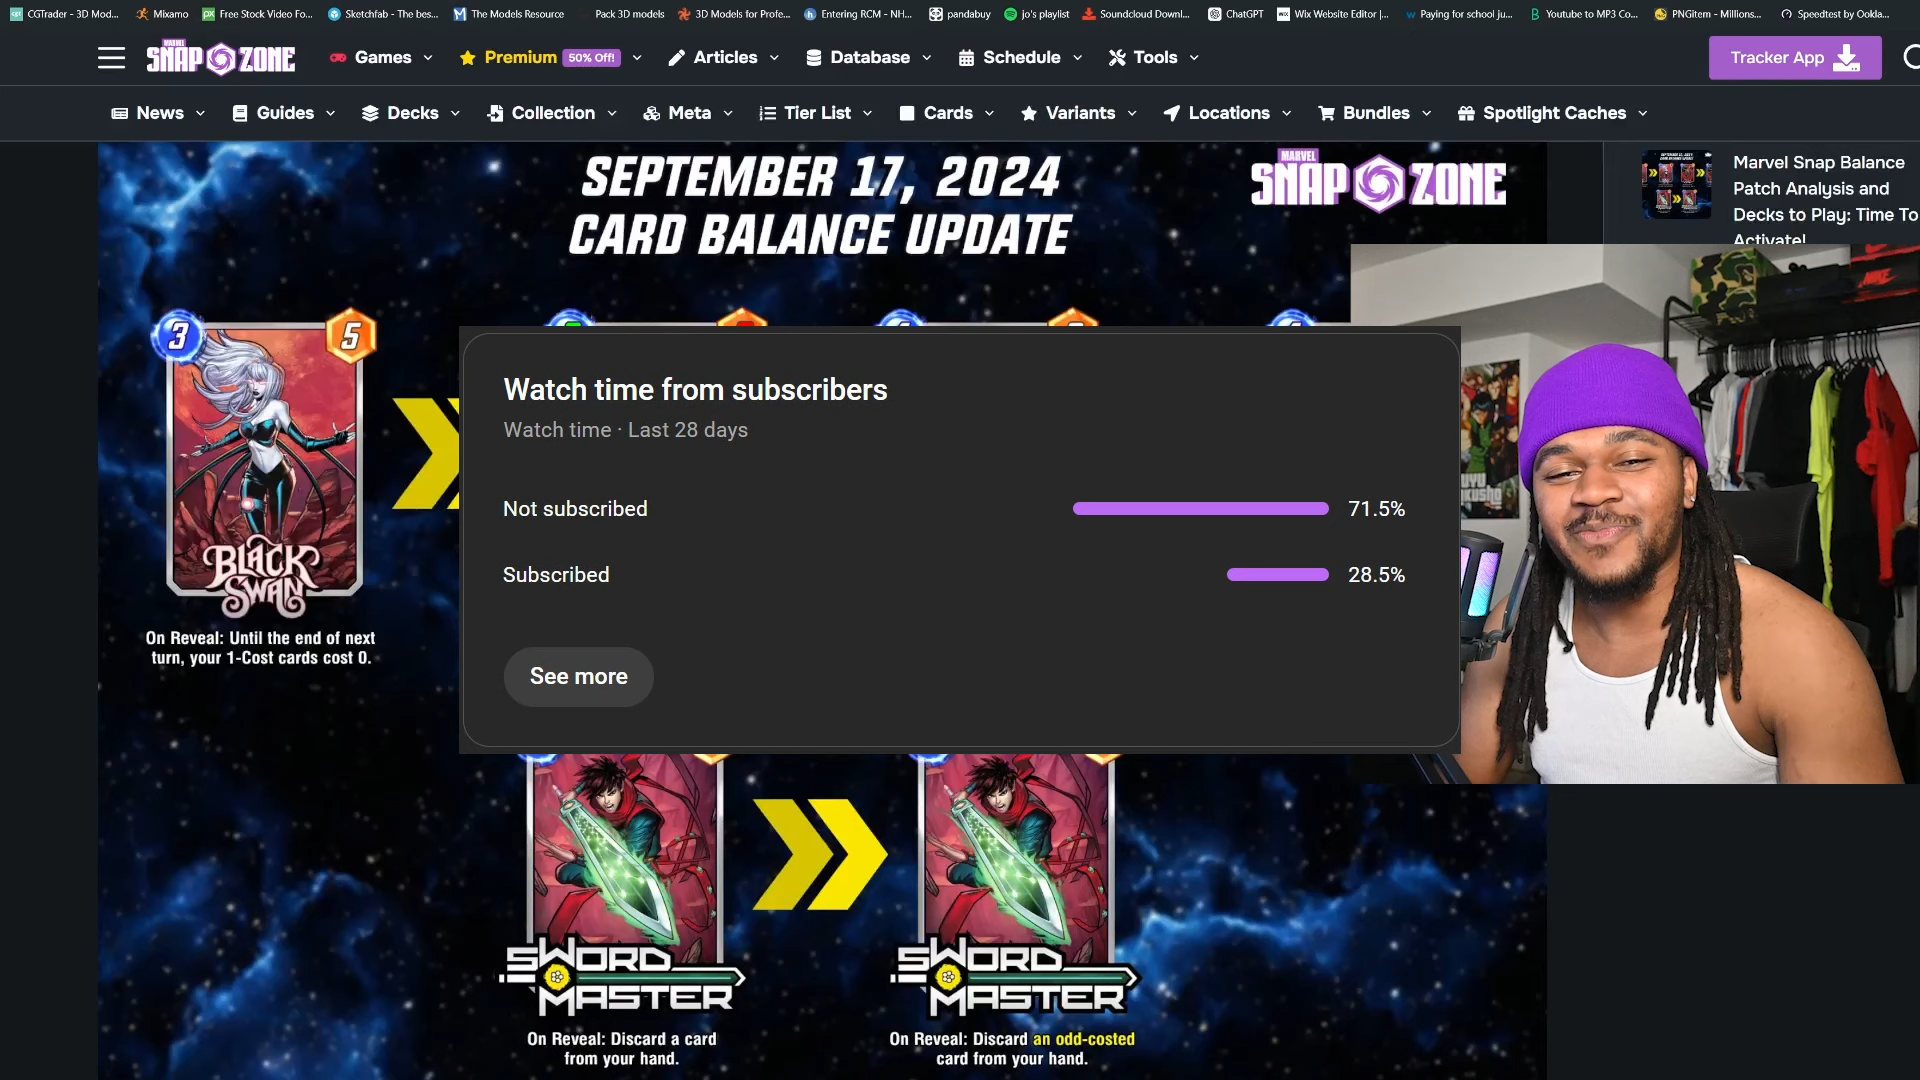 CGTrader - 3D Mod...
Mixamo
Free Stock Video Fo...
Sketchfab - The bes...
The Models Resource
Pack 3D models
3D Models for Profe...
Entering RCM - NH...
pandabuy
jo's playlist
Soundcloud Downl...
ChatGPT
Wix Website Editor |...
Paying for school ju...
Youtube to MP3 Co...
PNGitem - Millions...
Speedtest by Ookla...
MARVEL SNAP ZONE
Games
Premium 50% Off!
Articles
Database
Schedule
Tools
Tracker App
News
Guides
Decks
Collection
Meta
Tier List
Cards
Variants
Locations
Bundles
Spotlight Caches
SEPTEMBER 17, 2024
CARD BALANCE UPDATE
MARVEL
SNAP ZONE
Marvel Snap Balance
Patch Analysis and
Decks to Play: Time To
Activate!
3 5
BLACK
SWAN
On Reveal: Until the end of next
turn, your 1-Cost cards cost 0.
Watch time from subscribers
Watch time · Last 28 days
Not subscribed 71.5%
Subscribed 28.5%
See more
SWORD
MASTER
On Reveal: Discard a card
from your hand.
SWORD
MASTER
On Reveal: Discard an odd-costed
card from your hand.